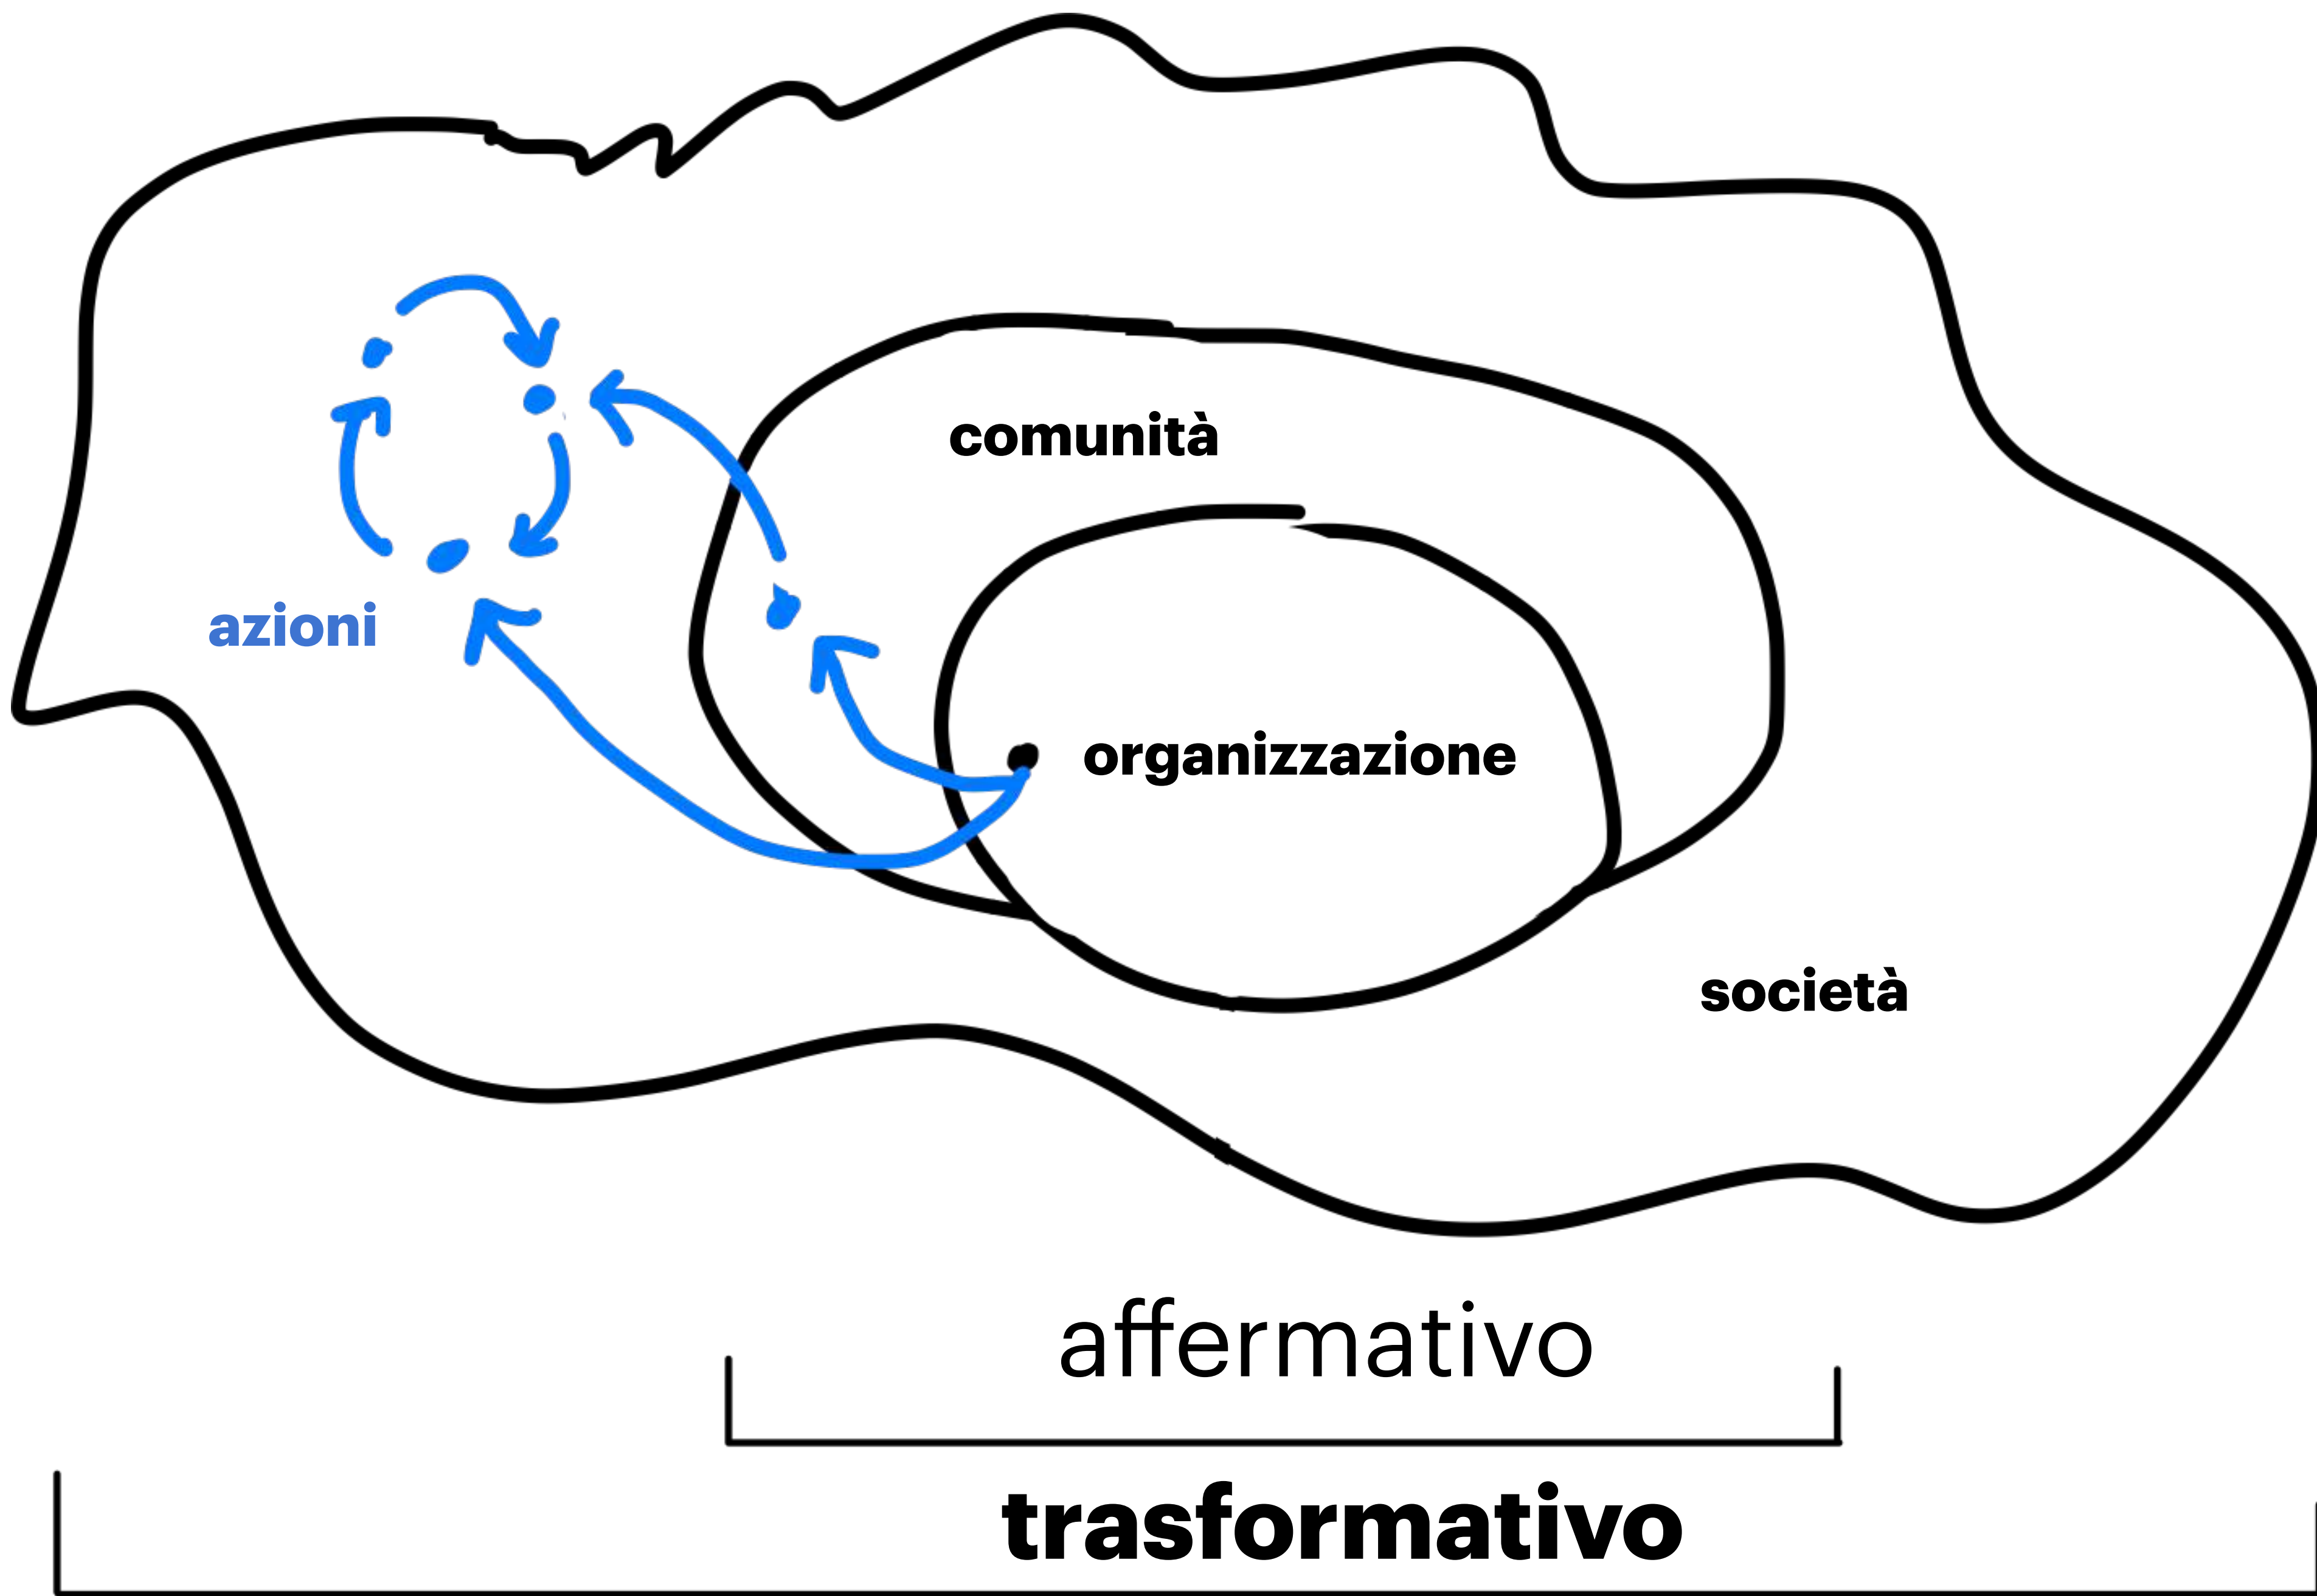 comunità
azioni
organizzazione
società
affermativo
trasformativo